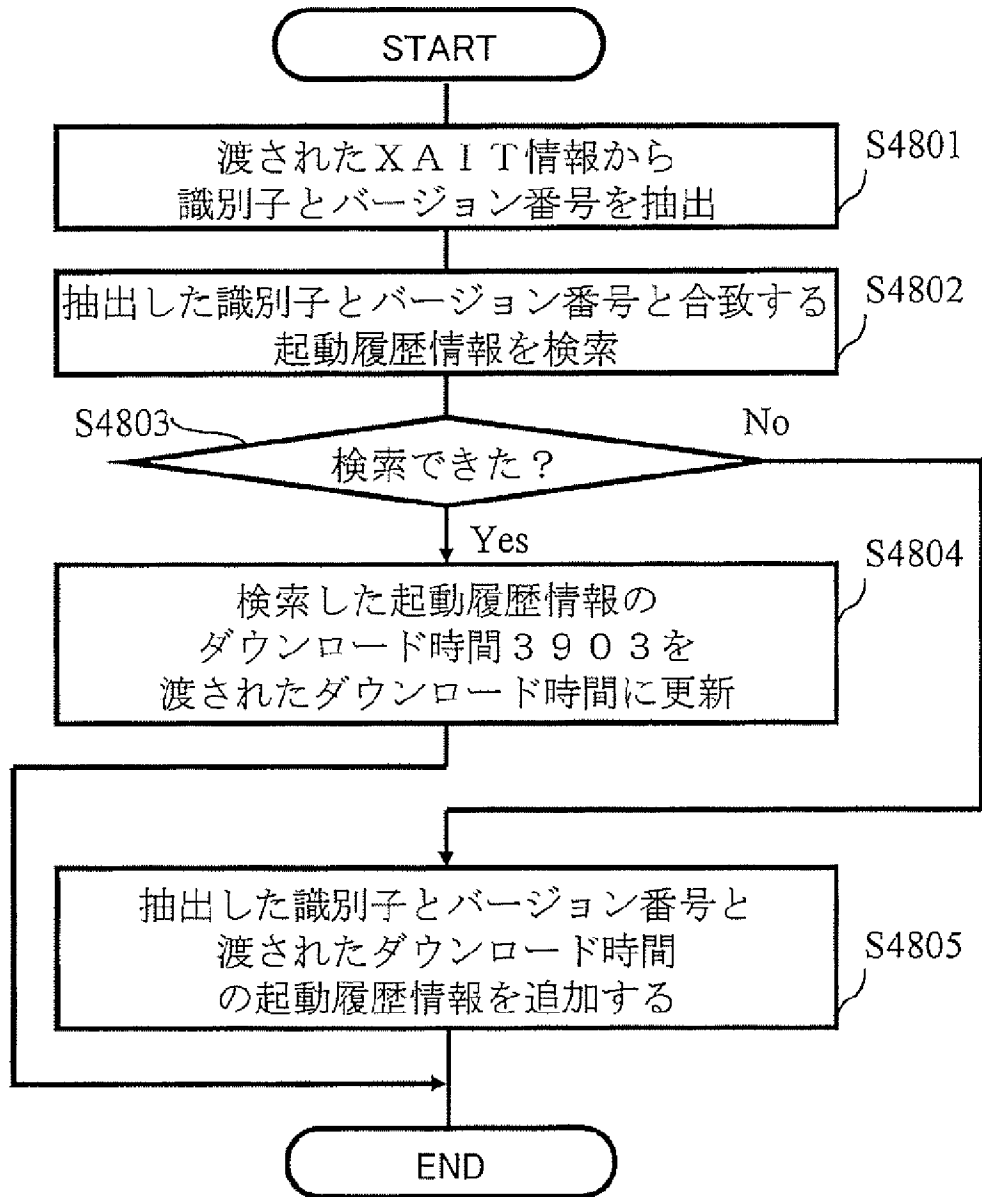 START
渡されたＸＡＩＴ情報から
識別子とバージョン番号を抽出
S4801
抽出した識別子とバージョン番号と合致する
起動履歴情報を検索
S4802
S4803
検索できた？
No
Yes
検索した起動履歴情報の
ダウンロード時間３９０３を
渡されたダウンロード時間に更新
S4804
抽出した識別子とバージョン番号と
渡されたダウンロード時間
の起動履歴情報を追加する
S4805
END